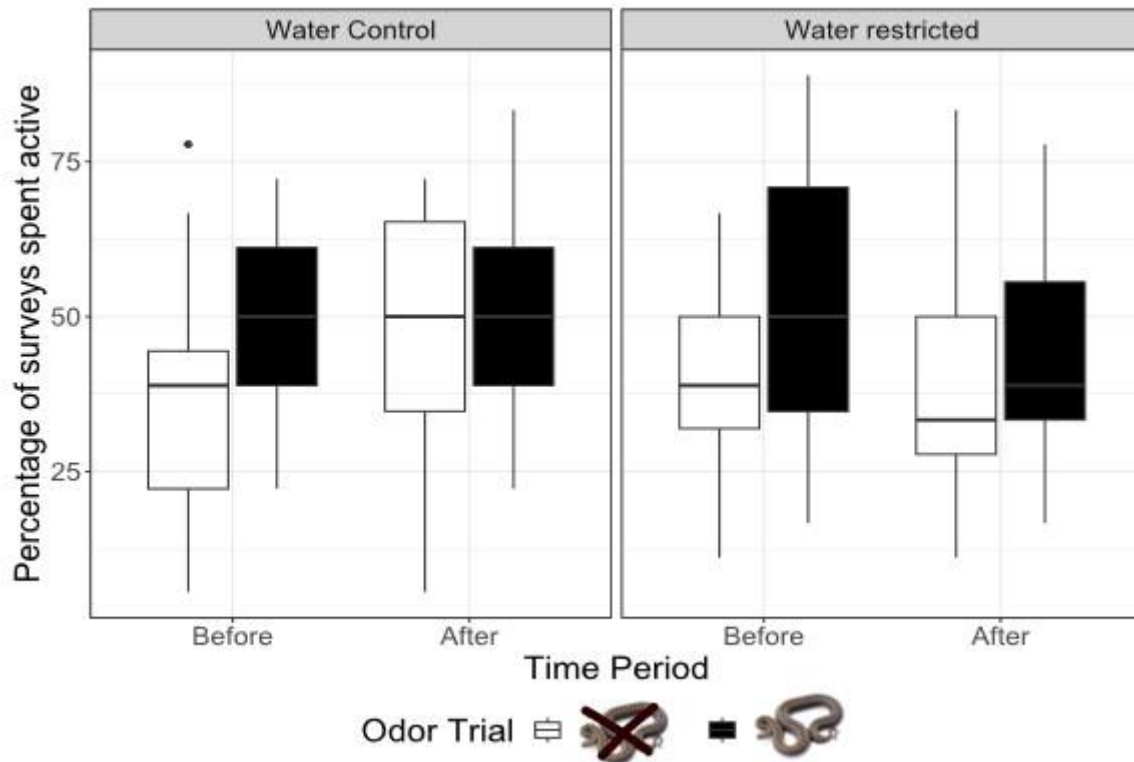 Water Control
Water restricted
Percentage of surveys spent active
75
50
25
Before After
Before After
Time Period
Odor Trial